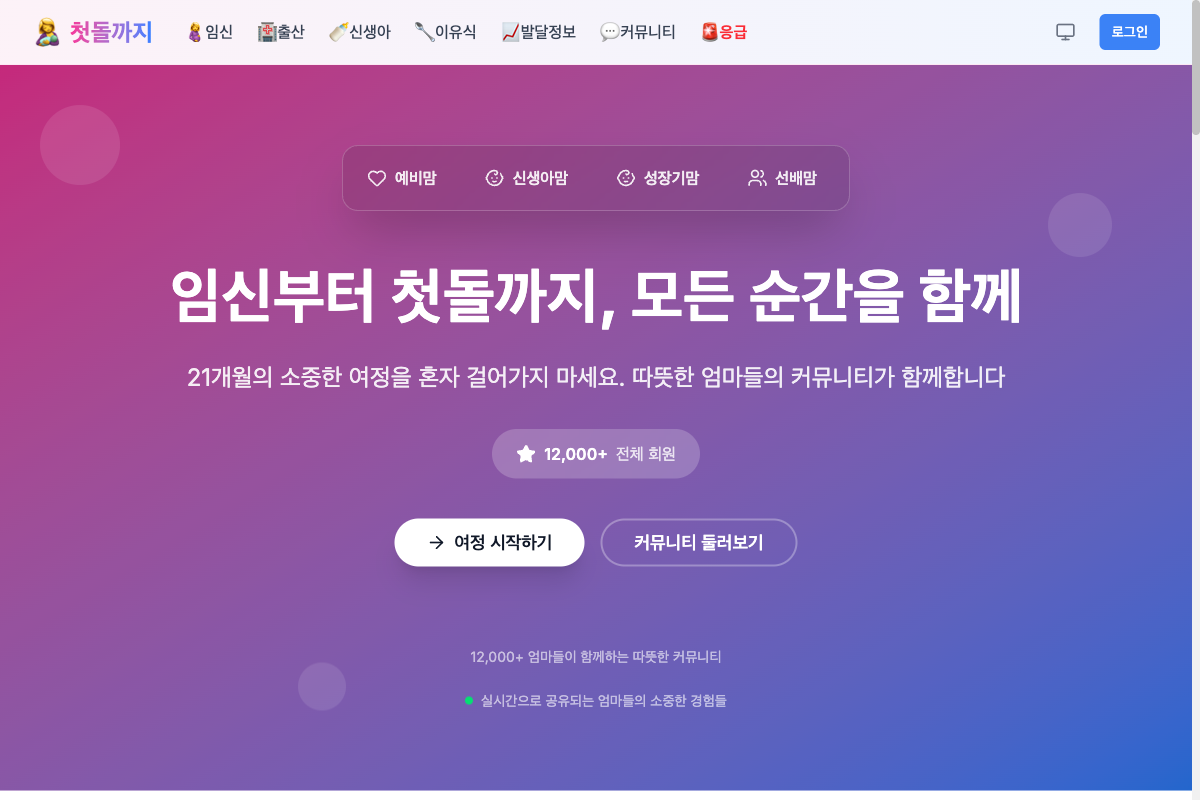 첫돌까지 임신 출산 신생아 이유식 발달정보 커뮤니티 응급 로그인
예비맘 신생아맘 성장기맘 선배맘
임신부터 첫돌까지, 모든 순간을 함께
21개월의 소중한 여정을 혼자 걸어가지 마세요. 따뜻한 엄마들의 커뮤니티가 함께합니다
12,000+ 전체 회원
여정 시작하기 커뮤니티 둘러보기
12,000+ 엄마들이 함께하는 따뜻한 커뮤니티
실시간으로 공유되는 엄마들의 소중한 경험들